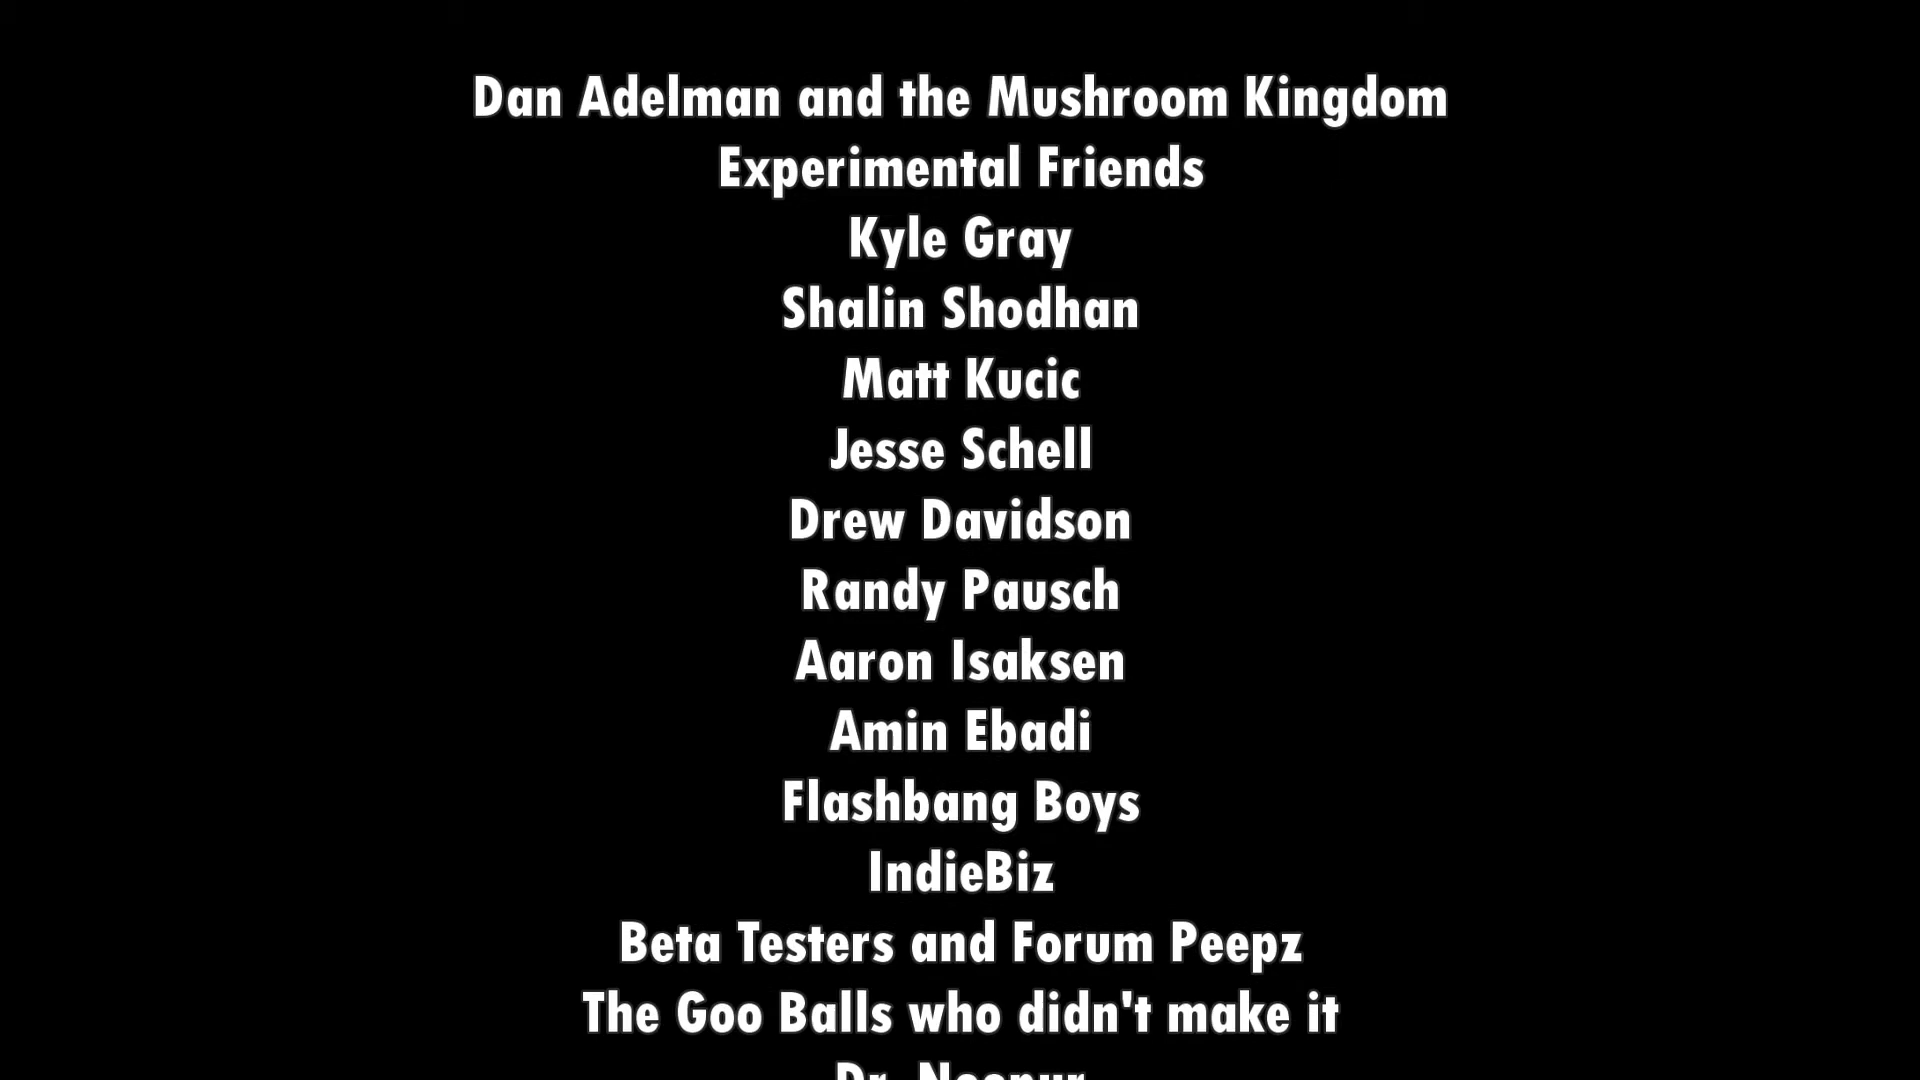 Dan Adelman and the Mushroom Kingdom
Experimental Friends
Kyle Gray
Shalin Shodhan
Matt Kucic
Jesse Schell
Drew Davidson
Randy Pausch
Aaron Isaksen
Amin Ebadi
Flashbang Boys
IndieBiz
Beta Testers and Forum Peepz
The Goo Balls who didn't make it
Dr.